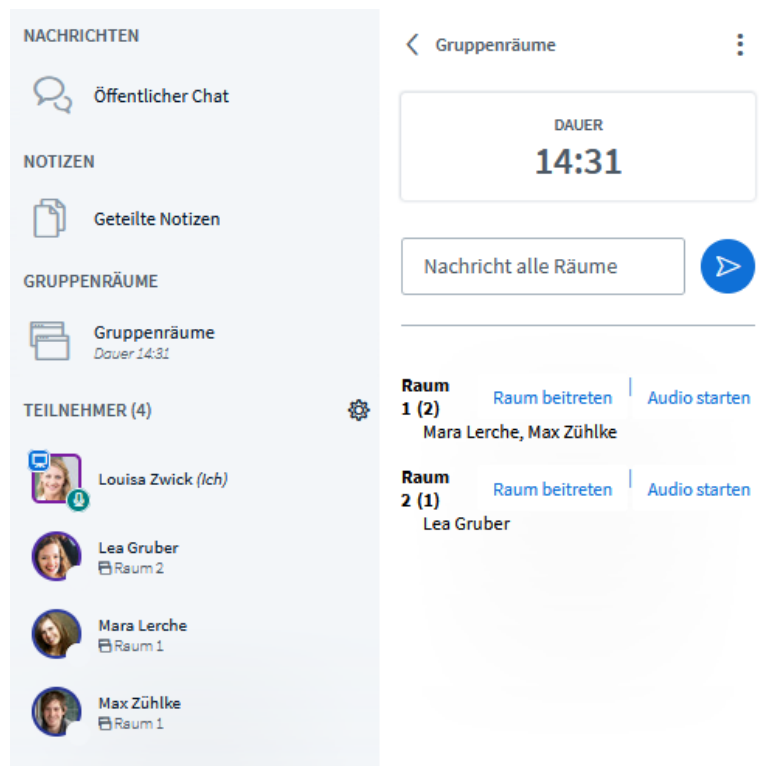 NACHRICHTEN
Öffentlicher Chat
NOTIZEN
Geteilte Notizen
GRUPPENRÄUME
Gruppenräume
Dauer 14:31
TEILNEHMER (4)
Louisa Zwick (Ich)
Lea Gruber
Raum 2
Mara Lerche
Raum 1
Max Zühlke
Raum 1
Gruppenräume
DAUER
14:31
Nachricht alle Räume
Raum 1 (2) Raum beitreten | Audio starten
Mara Lerche, Max Zühlke
Raum 2 (1) Raum beitreten | Audio starten
Lea Gruber